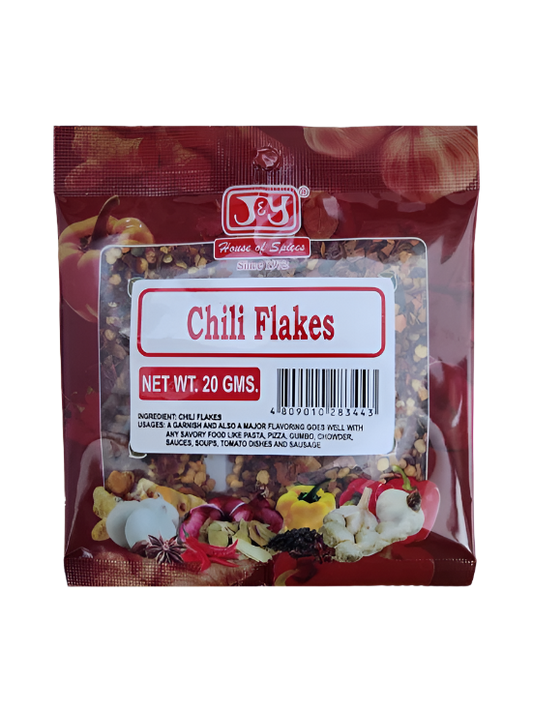 J&Y®
House of Spices
Since 1972
Chili Flakes
NET WT. 20 GMS.
4 809010 283443
INGREDIENT: CHILI FLAKES
USAGES: A GARNISH AND ALSO A MAJOR FLAVORING GOES WELL WITH
ANY SAVORY FOOD LIKE PASTA, PIZZA, GUMBO, CHOWDER,
SAUCES, SOUPS, TOMATO DISHES AND SAUSAGE